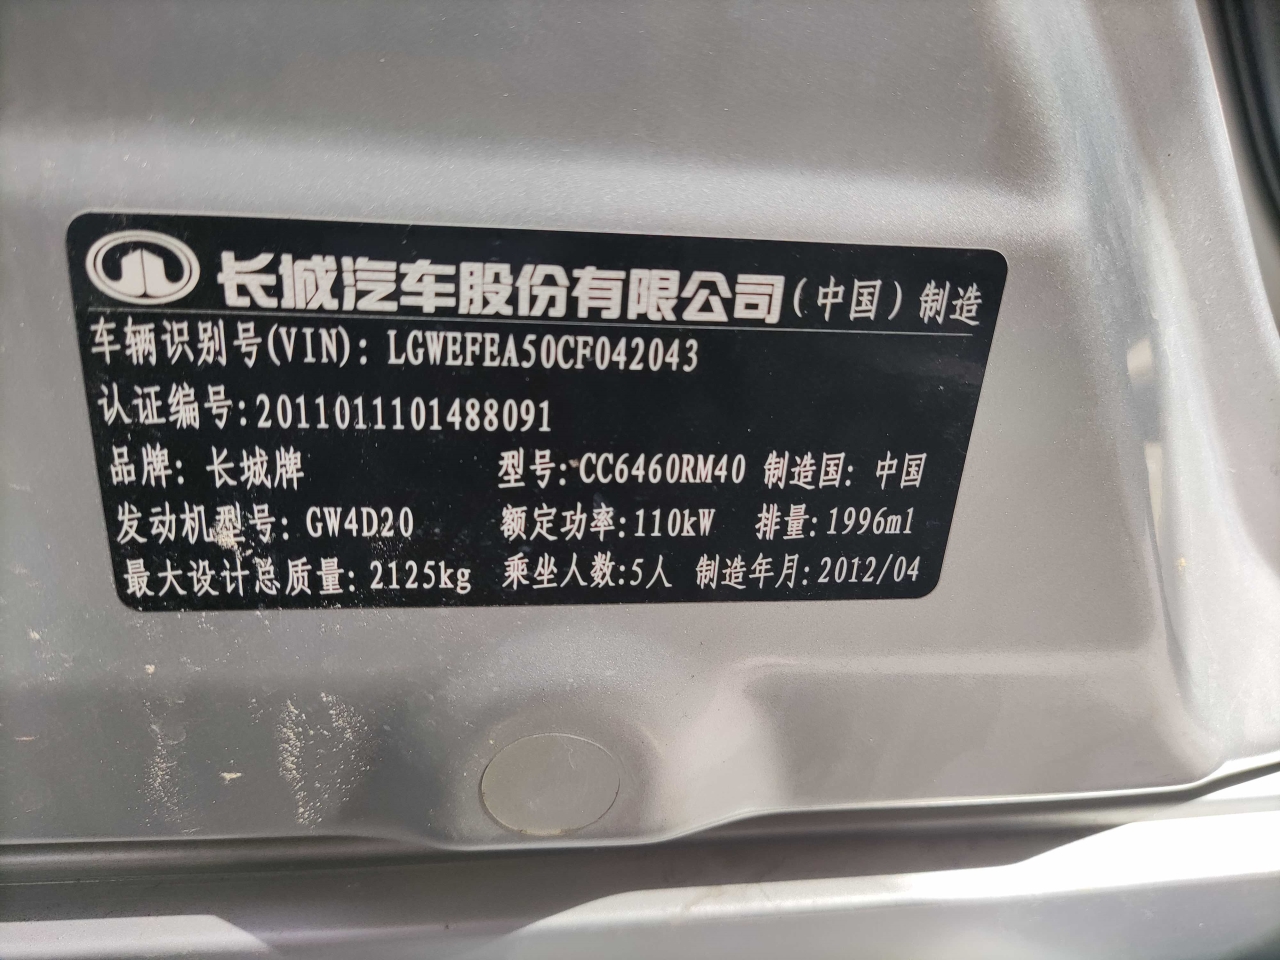 长城汽车股份有限公司(中国)制造
车辆识别号(VIN): LGWEFEA50CF042043
认证编号:2011011101488091
品牌: 长城牌 型号:CC6460RM40 制造国: 中国
发动机型号: GW4D20 额定功率:110kW 排量:1996ml
最大设计总质量: 2125kg 乘坐人数:5人 制造年月:2012/04